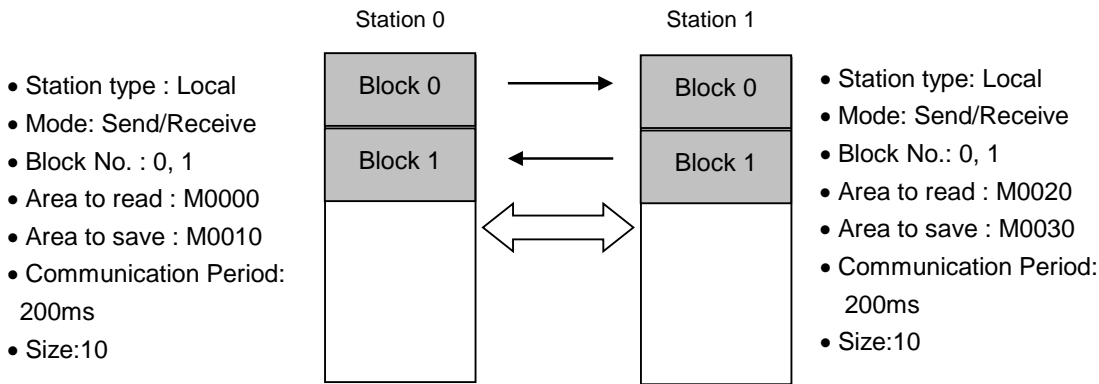 Station 0
Station 1
• Station type : Local
• Mode: Send/Receive
• Block No. : 0, 1
• Area to read : M0000
• Area to save : M0010
• Communication Period:
200ms
• Size:10
Block 0
Block 1
Block 0
Block 1
• Station type: Local
• Mode: Send/Receive
• Block No.: 0, 1
• Area to read : M0020
• Area to save : M0030
• Communication Period:
200ms
• Size:10